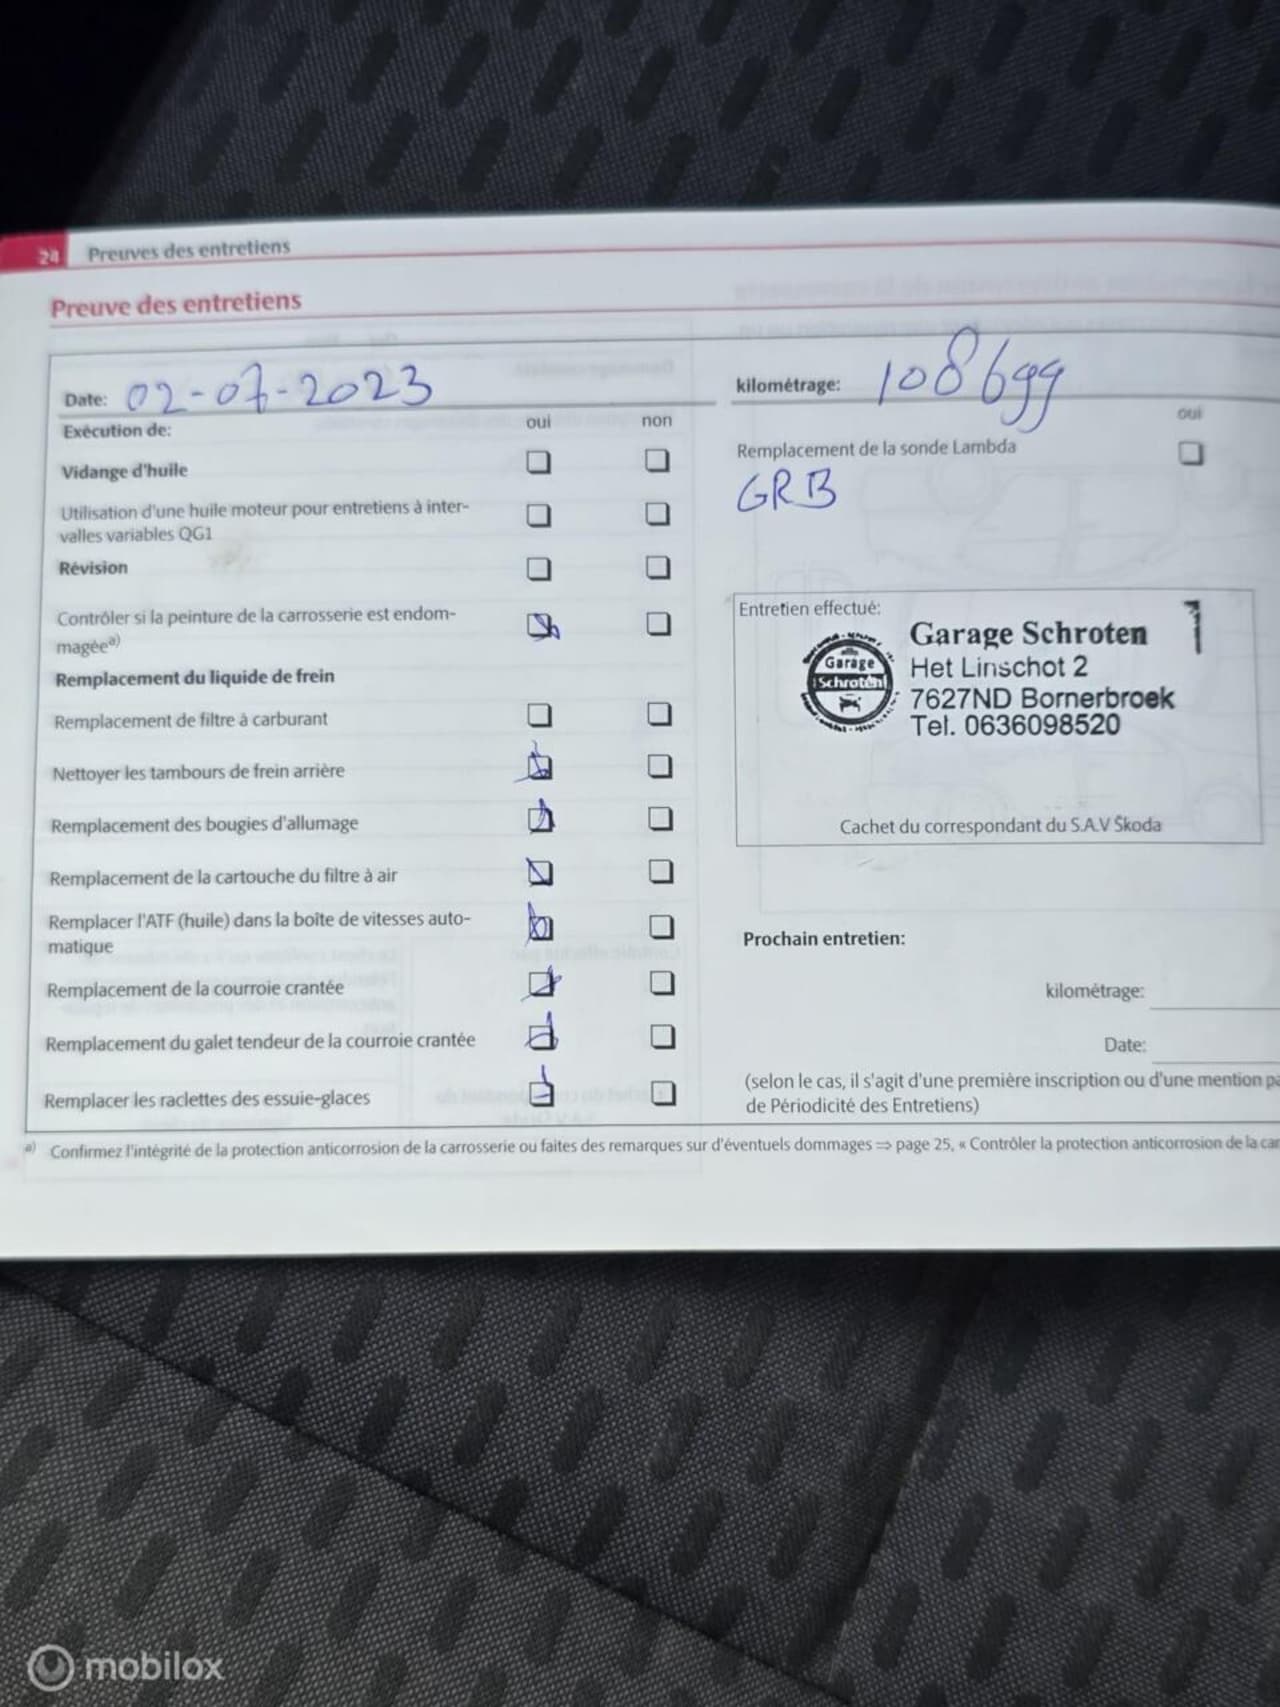 24 Preuves des entretiens
Preuve des entretiens
Date: 02-07-2023
kilométrage: 108699
Exécution de:
oui non
oui
Vidange d'huile
Remplacement de la sonde Lambda
GRB
Utilisation d'une huile moteur pour entretiens à inter-
valles variables QG1
Révision
Contrôler si la peinture de la carrosserie est endom-
magéea)
Remplacement du liquide de frein
Remplacement de filtre à carburant
Nettoyer les tambours de frein arrière
Remplacement des bougies d'allumage
Remplacement de la cartouche du filtre à air
Remplacer l'ATF (huile) dans la boîte de vitesses auto-
matique
Remplacement de la courroie crantée
Remplacement du galet tendeur de la courroie crantée
Remplacer les raclettes des essuie-glaces
Entretien effectué:
Garage
Schroten
Garage Schroten 1
Het Linschot 2
7627ND Bornerbroek
Tel. 0636098520
Cachet du correspondant du S.A.V Škoda
Prochain entretien:
kilométrage:
Date:
(selon le cas, il s'agit d'une première inscription ou d'une mention
de Périodicité des Entretiens)
a) Confirmez l'intégrité de la protection anticorrosion de la carrosserie ou faites des remarques sur d'éventuels dommages ⇒ page 25, « Contrôler la protection anticorrosion de la
mobilox